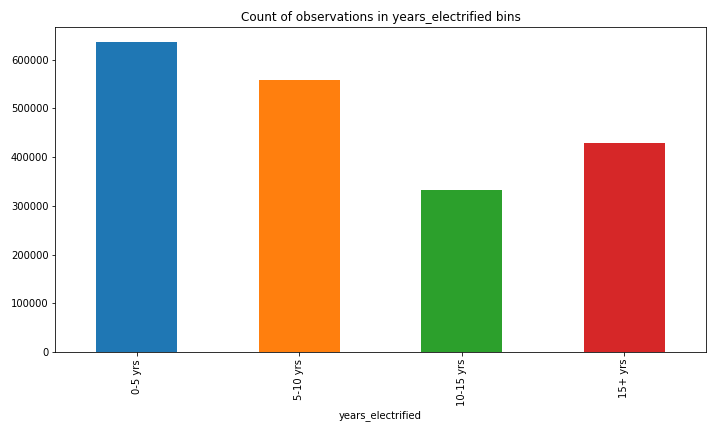 Count of observations in years_electrified bins
600000
500000
400000
300000
200000
100000
0
0-5 yrs
5-10 yrs
10-15 yrs
15+ yrs
years_electrified